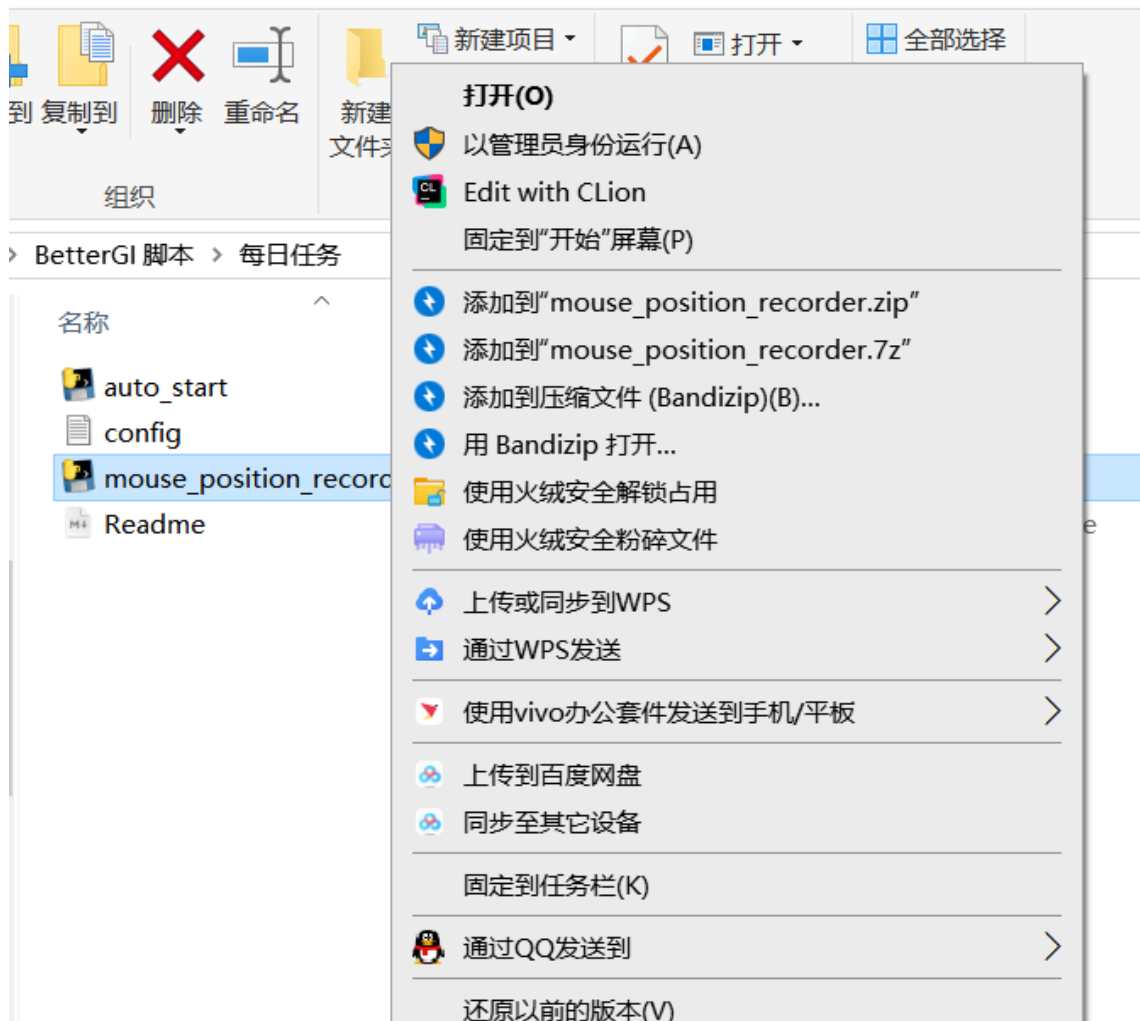 到 复制到 删除 重命名 新建 文件夹
新建项目 打开 全部选择
组织
BetterGI 脚本 > 每日任务
名称
auto_start
config
mouse_position_record
Readme
e
打开(O)
以管理员身份运行(A)
CL
Edit with CLion
固定到“开始”屏幕(P)
添加到“mouse_position_recorder.zip”
添加到“mouse_position_recorder.7z”
添加到压缩文件 (Bandizip)(B)...
用 Bandizip 打开...
使用火绒安全解锁占用
使用火绒安全粉碎文件
上传或同步到WPS
通过WPS发送
使用vivo办公套件发送到手机/平板
上传到百度网盘
同步至其它设备
固定到任务栏(K)
通过QQ发送到
还原以前的版本(V)